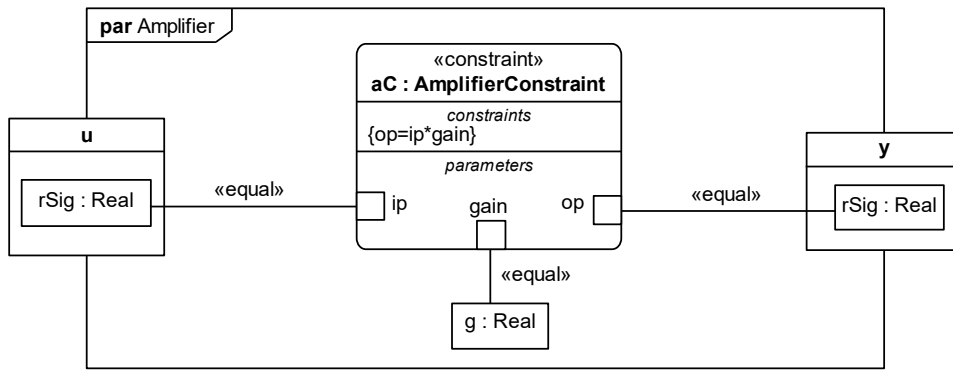 par Amplifier
«constraint»
aC : AmplifierConstraint
constraints
{op=ip*gain}
parameters
u
rSig : Real
«equal»
ip
gain
op
«equal»
y
rSig : Real
«equal»
g : Real